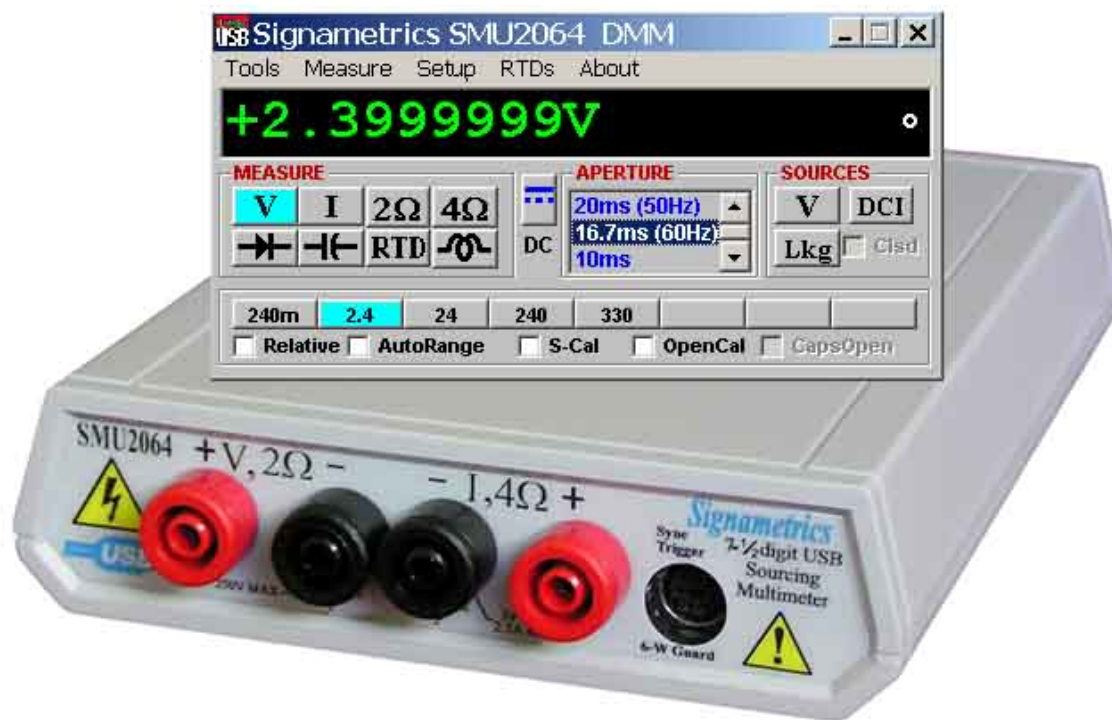 USB Signametrics SMU2064 DMM
Tools Measure Setup RTDs About
+2.3999999V
MEASURE
APERTURE
SOURCES
V I 2Ω 4Ω
20ms (50Hz)
V DCI
16.7ms (60Hz)
RTD
DC
Lkg Clsd
10ms
240m 2.4 24 240 330
Relative AutoRange S-Cal OpenCal CapsOpen
SMU2064 + V, 2Ω - - I, 4Ω +
Signametrics
7-½digit USB
Sourcing
Multimeter
Sync
Trigger
USB
250V MAX
6-W Guard